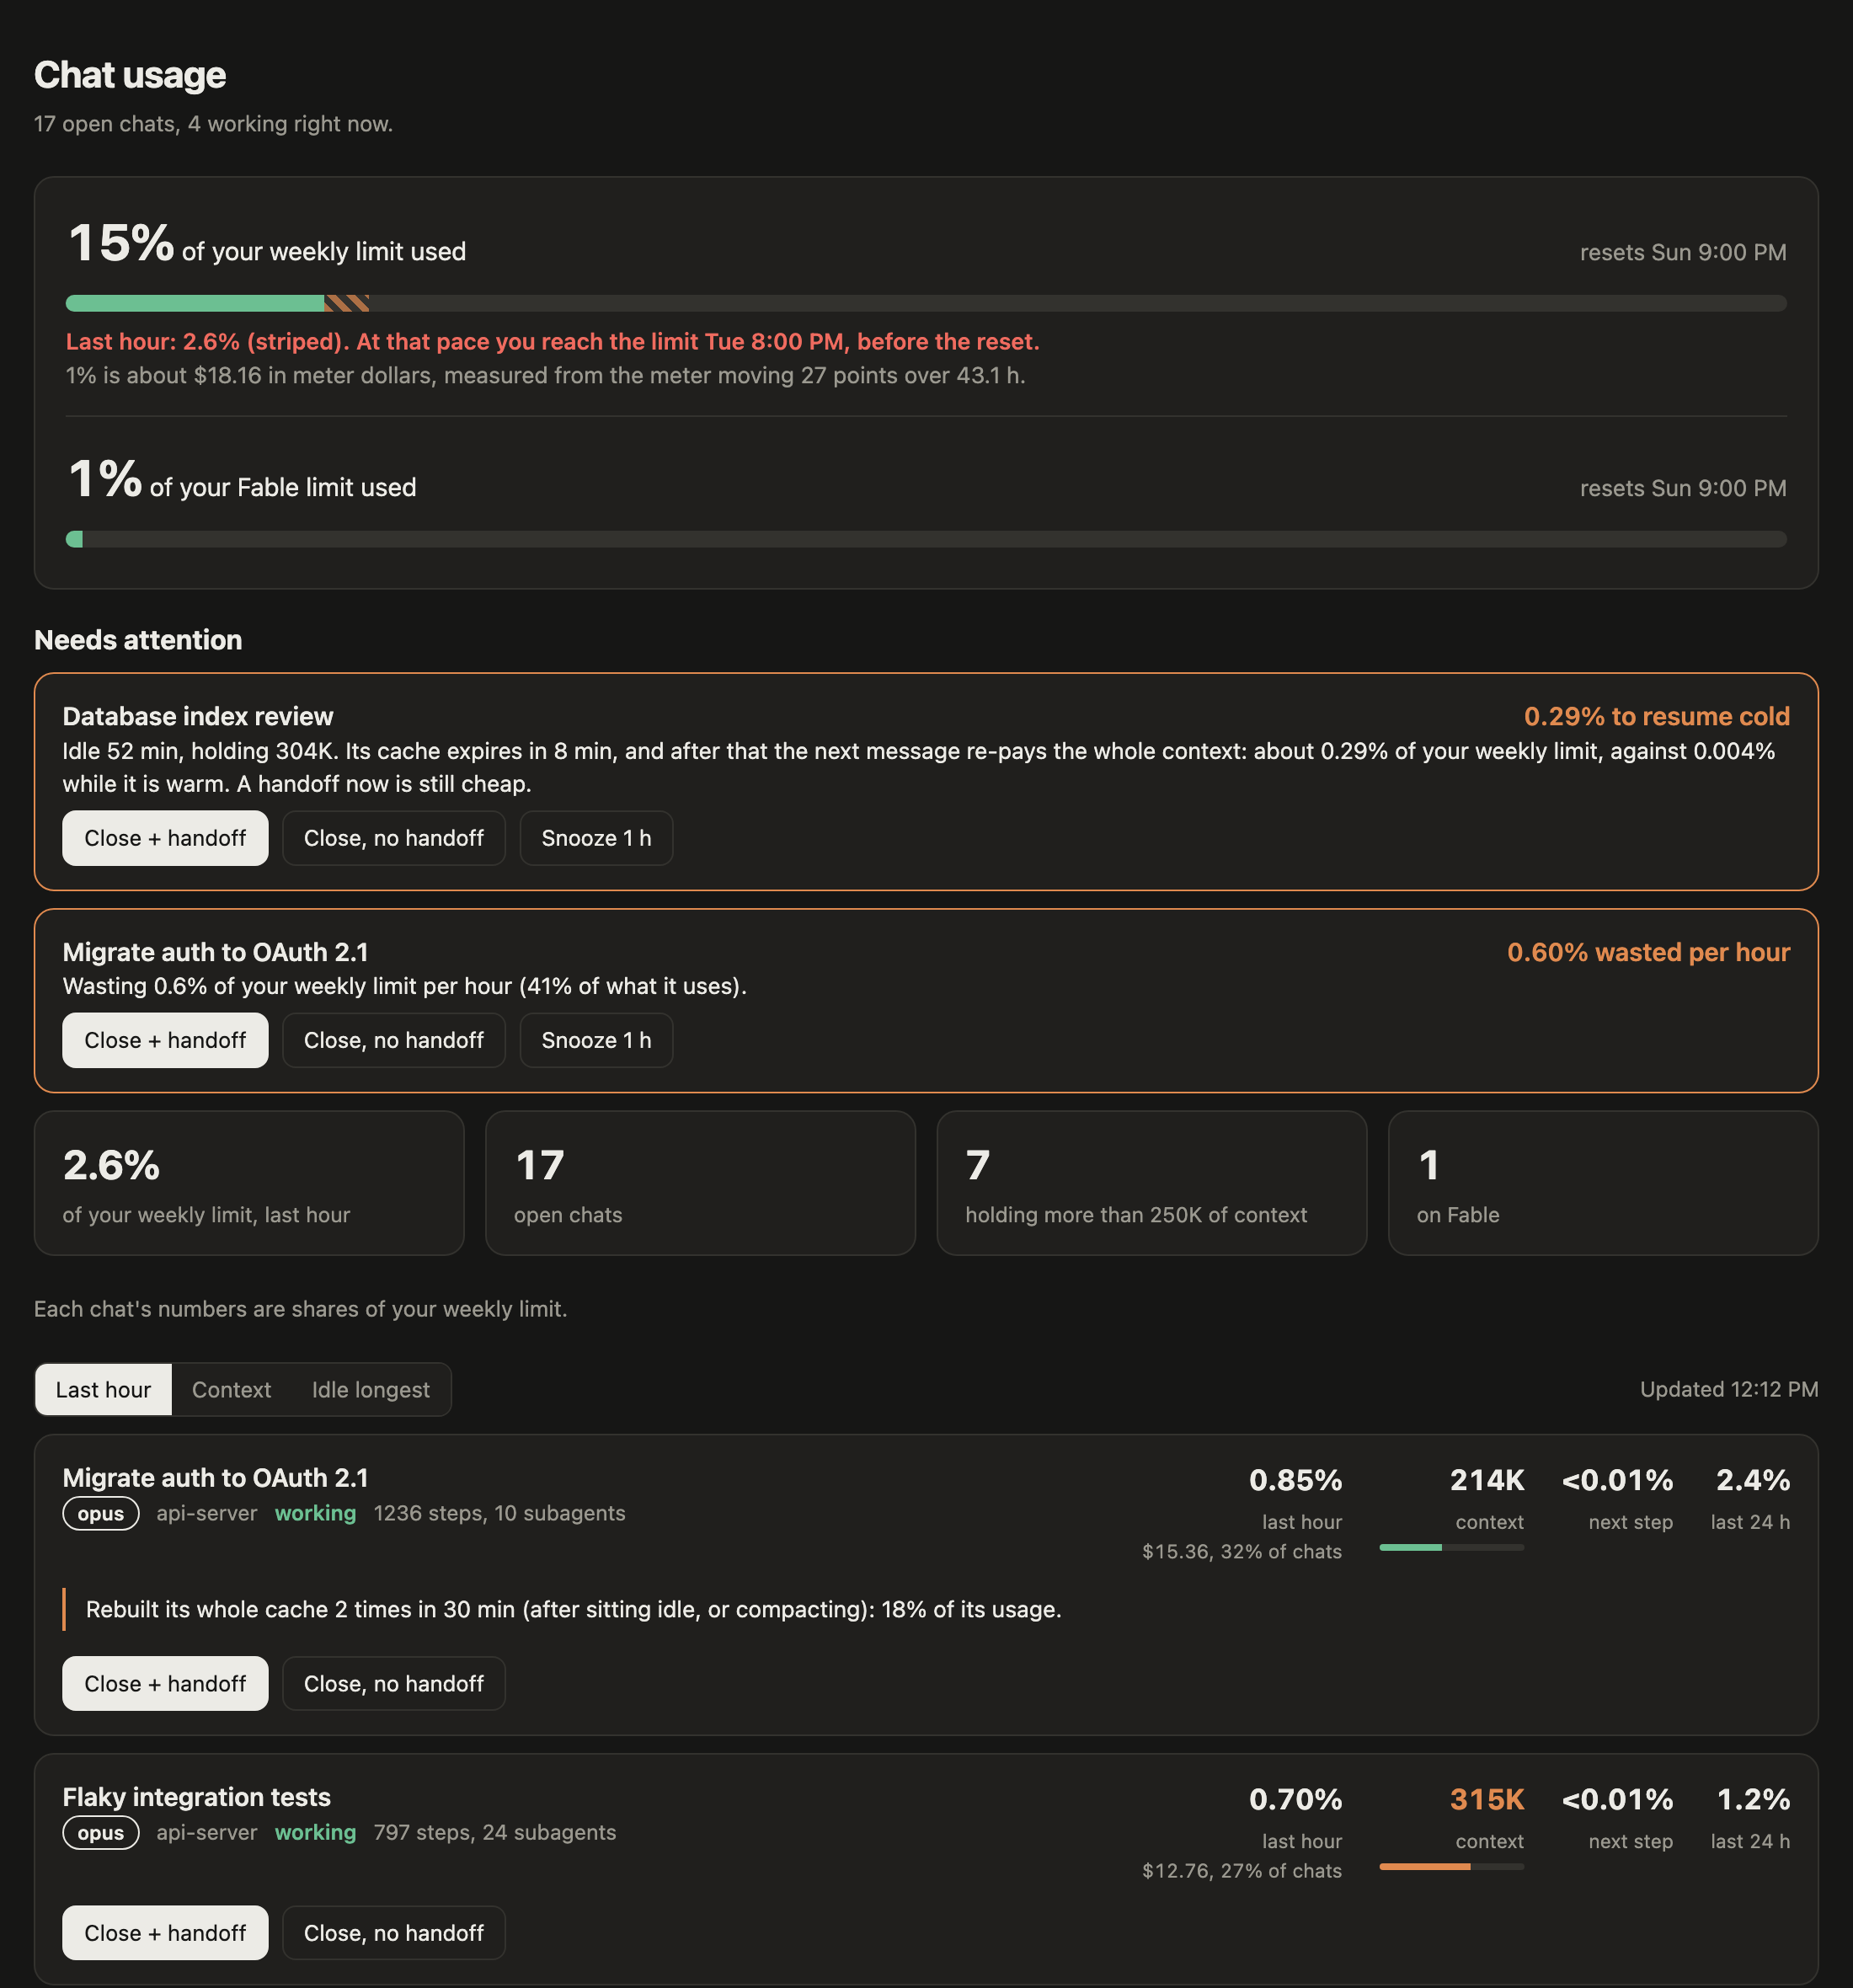 Chat usage
17 open chats, 4 working right now.
15% of your weekly limit used
resets Sun 9:00 PM
Last hour: 2.6% (striped). At that pace you reach the limit Tue 8:00 PM, before the reset.
1% is about $18.16 in meter dollars, measured from the meter moving 27 points over 43.1 h.
1% of your Fable limit used
resets Sun 9:00 PM
Needs attention
Database index review
0.29% to resume cold
Idle 52 min, holding 304K. Its cache expires in 8 min, and after that the next message re-pays the whole context: about 0.29% of your weekly limit, against 0.004%
while it is warm. A handoff now is still cheap.
Close + handoff
Close, no handoff
Snooze 1 h
Migrate auth to OAuth 2.1
0.60% wasted per hour
Wasting 0.6% of your weekly limit per hour (41% of what it uses).
Close + handoff
Close, no handoff
Snooze 1 h
2.6%
of your weekly limit, last hour
17
open chats
7
holding more than 250K of context
1
on Fable
Each chat's numbers are shares of your weekly limit.
Last hour
Context
Idle longest
Updated 12:12 PM
Migrate auth to OAuth 2.1
opus api-server working 1236 steps, 10 subagents
0.85%
last hour
$15.36, 32% of chats
214K
context
<0.01%
next step
2.4%
last 24 h
Rebuilt its whole cache 2 times in 30 min (after sitting idle, or compacting): 18% of its usage.
Close + handoff
Close, no handoff
Flaky integration tests
opus api-server working 797 steps, 24 subagents
0.70%
last hour
$12.76, 27% of chats
315K
context
<0.01%
next step
1.2%
last 24 h
Close + handoff
Close, no handoff